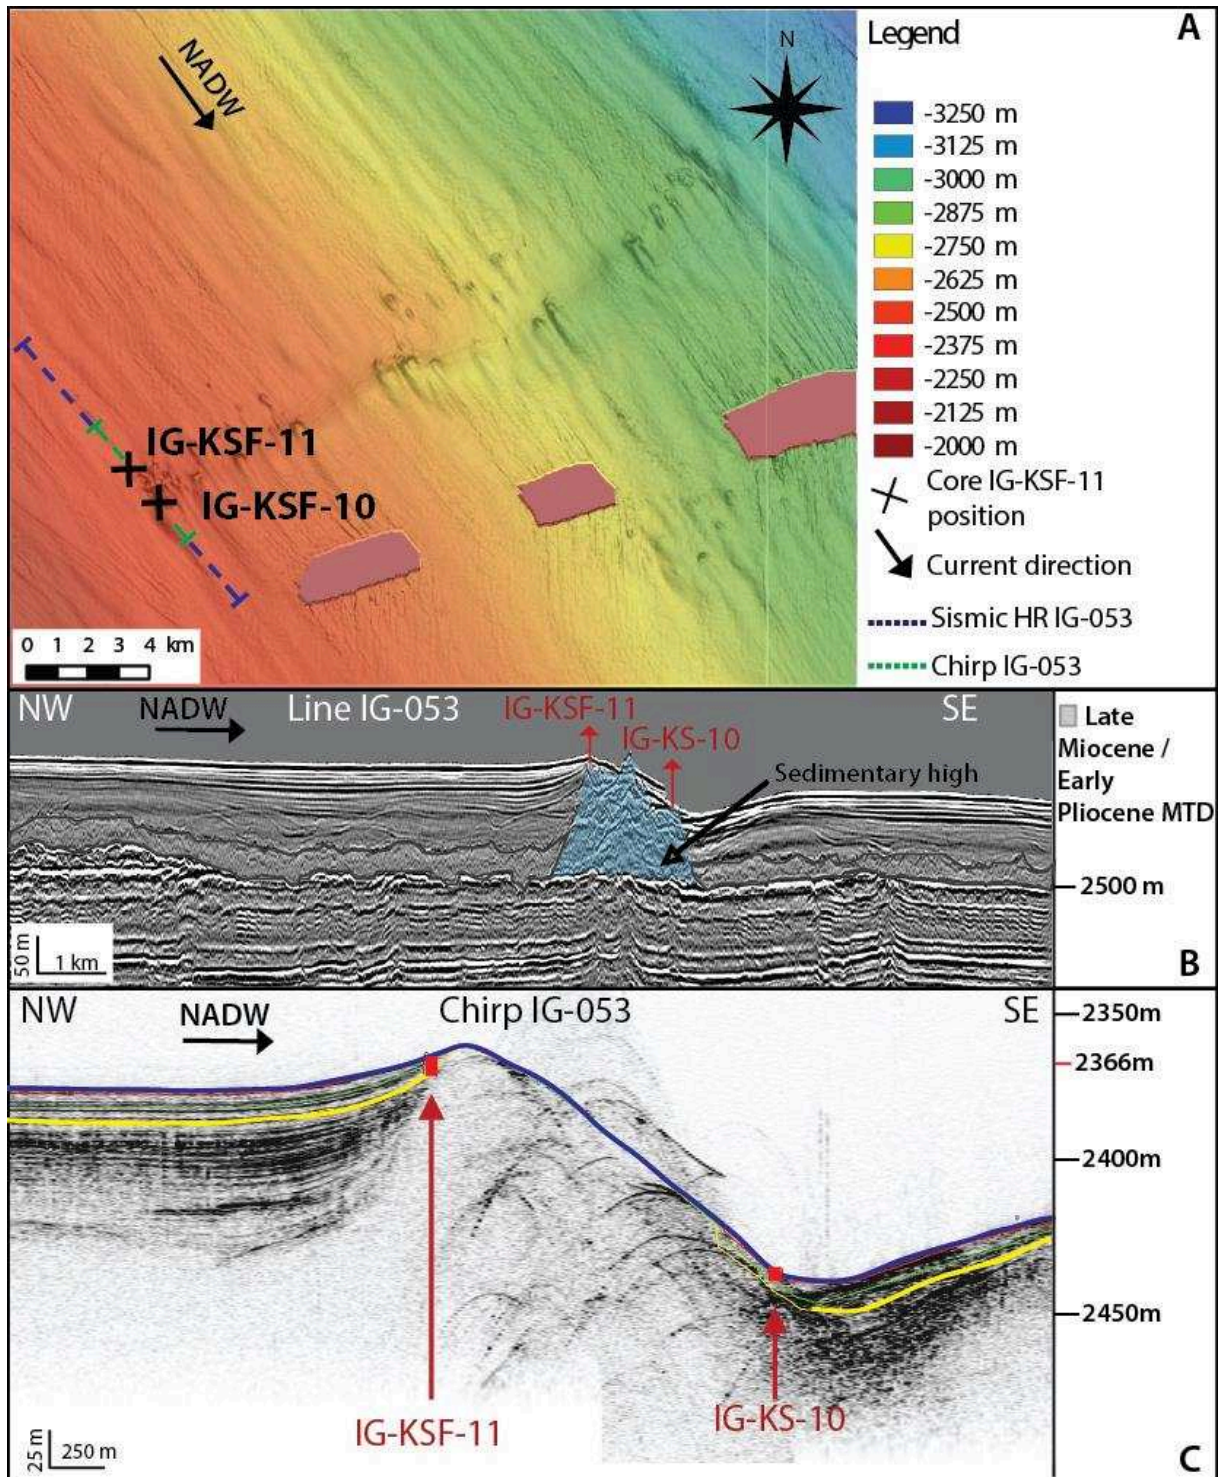 A
Legend
N
NADW
-3250 m
-3125 m
-3000 m
-2875 m
-2750 m
-2625 m
-2500 m
-2375 m
-2250 m
-2125 m
-2000 m
IG-KSF-11
IG-KSF-10
Core IG-KSF-11
position
Current direction
Sismic HR IG-053
Chirp IG-053
0 1 2 3 4 km
NW
NADW
Line IG-053
IG-KSF-11
IG-KS-10
SE
Sedimentary high
Late
Miocene /
Early
Pliocene MTD
2500 m
50 m
1 km
B
NW
NADW
Chirp IG-053
SE
2350m
2366m
2400m
2450m
IG-KSF-11
IG-KS-10
25 m
250 m
C